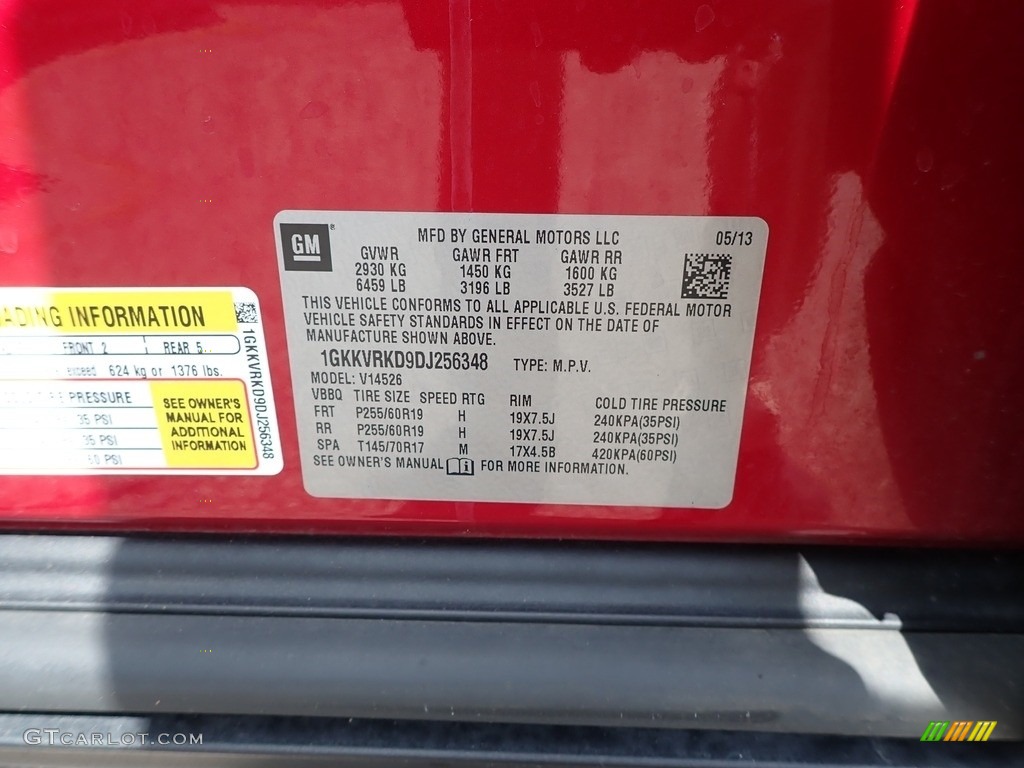 GM
MFD BY GENERAL MOTORS LLC 05/13
GVWR GAWR FRT GAWR RR
2930 KG 1450 KG 1600 KG
6459 LB 3196 LB 3527 LB
THIS VEHICLE CONFORMS TO ALL APPLICABLE U.S. FEDERAL MOTOR
VEHICLE SAFETY STANDARDS IN EFFECT ON THE DATE OF
MANUFACTURE SHOWN ABOVE.
1GKKVRKD9DJ256348 TYPE: M.P.V.
MODEL: V14526
VBBQ TIRE SIZE SPEED RTG RIM COLD TIRE PRESSURE
FRT P255/60R19 H 19X7.5J 240KPA(35PSI)
RR P255/60R19 H 19X7.5J 240KPA(35PSI)
SPA T145/70R17 M 17X4.5B 420KPA(60PSI)
SEE OWNER'S MANUAL FOR MORE INFORMATION.
ADING INFORMATION
FRONT 2 REAR 5
exceed 624 kg or 1376 lbs.
TIRE PRESSURE
35 PSI
35 PSI
60 PSI
SEE OWNER'S
MANUAL FOR
ADDITIONAL
INFORMATION
1GKKVRKD9DJ256348
GTcarlot.com